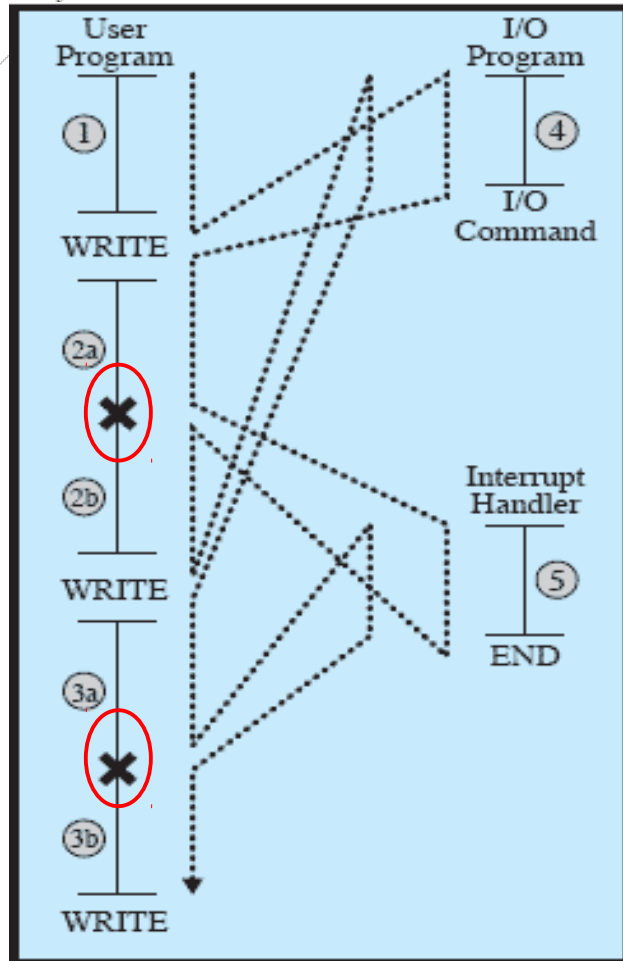 User
Program
1
WRITE
2a
2b
WRITE
3a
3b
WRITE
I/O
Program
4
I/O
Command
Interrupt
Handler
5
END